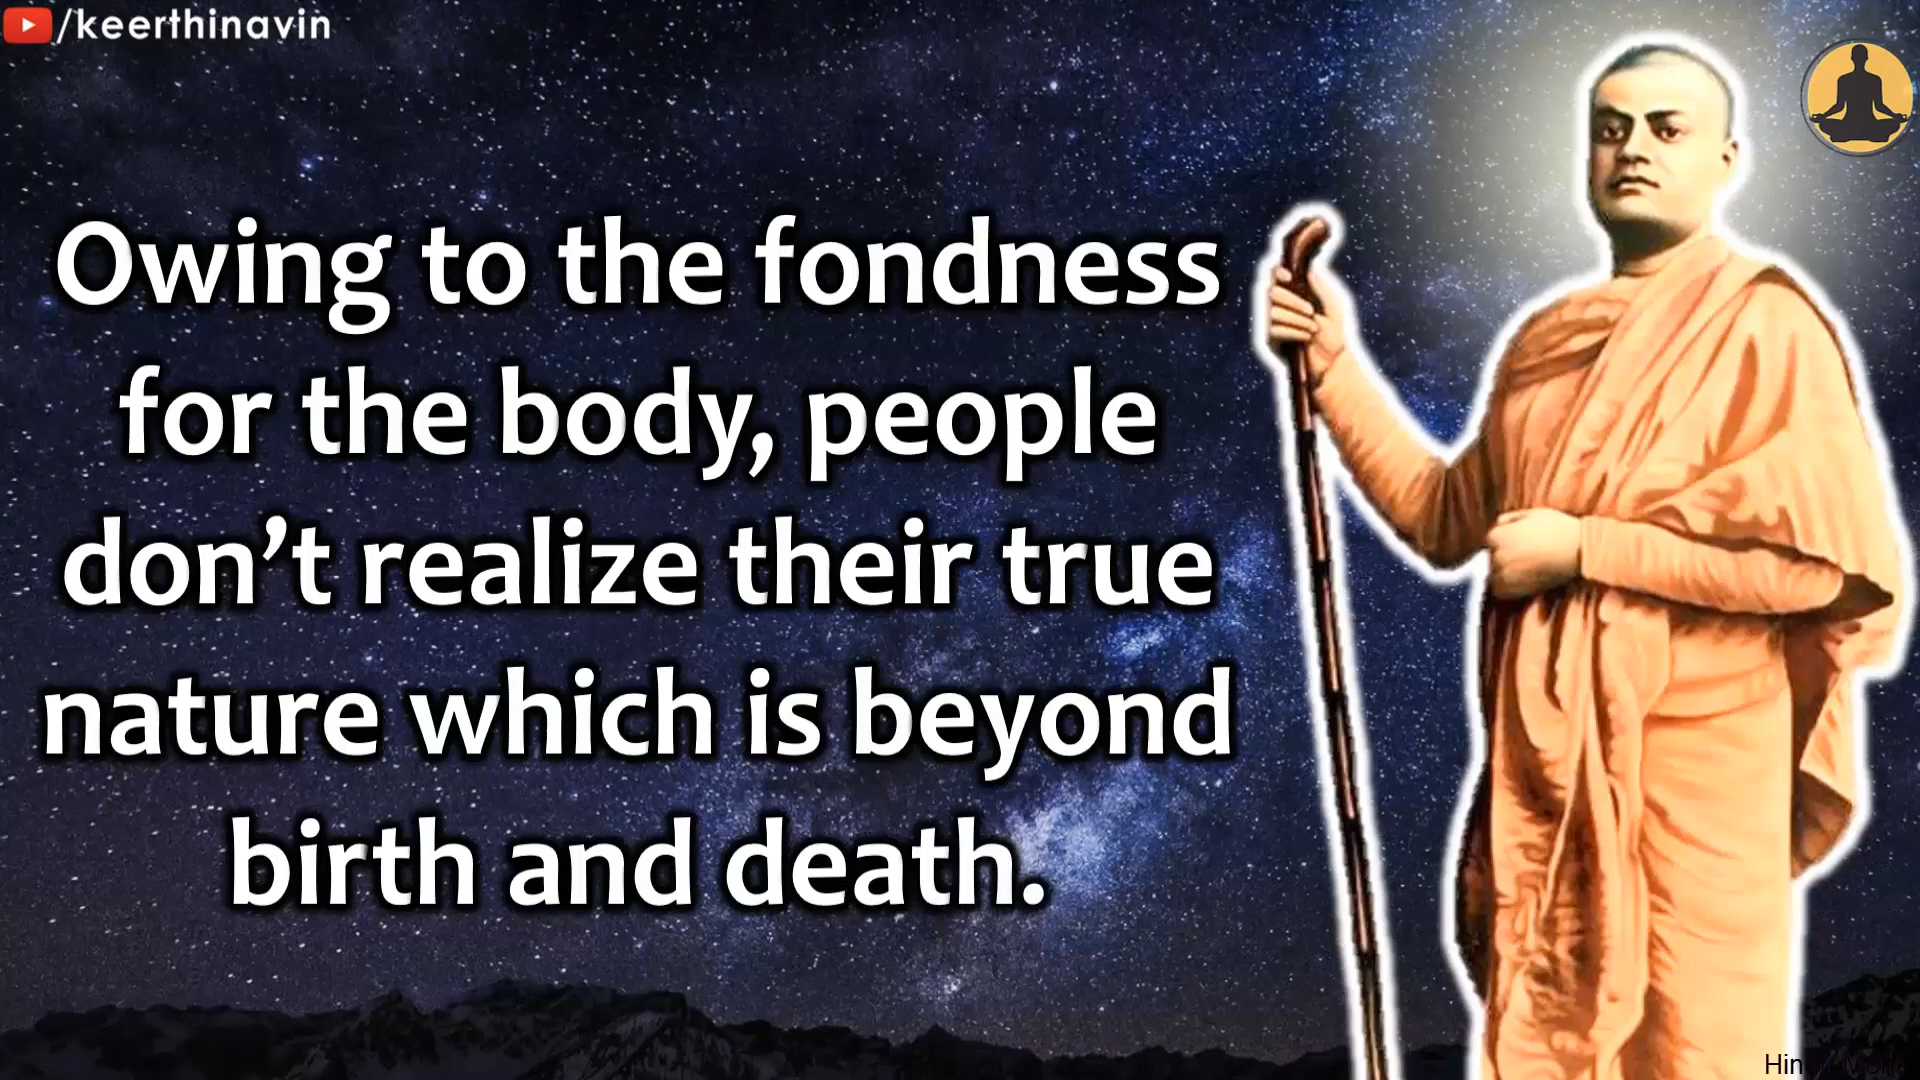 /keerthinavin
Owing to the fondness
for the body, people
don’t realize their true
nature which is beyond
birth and death.